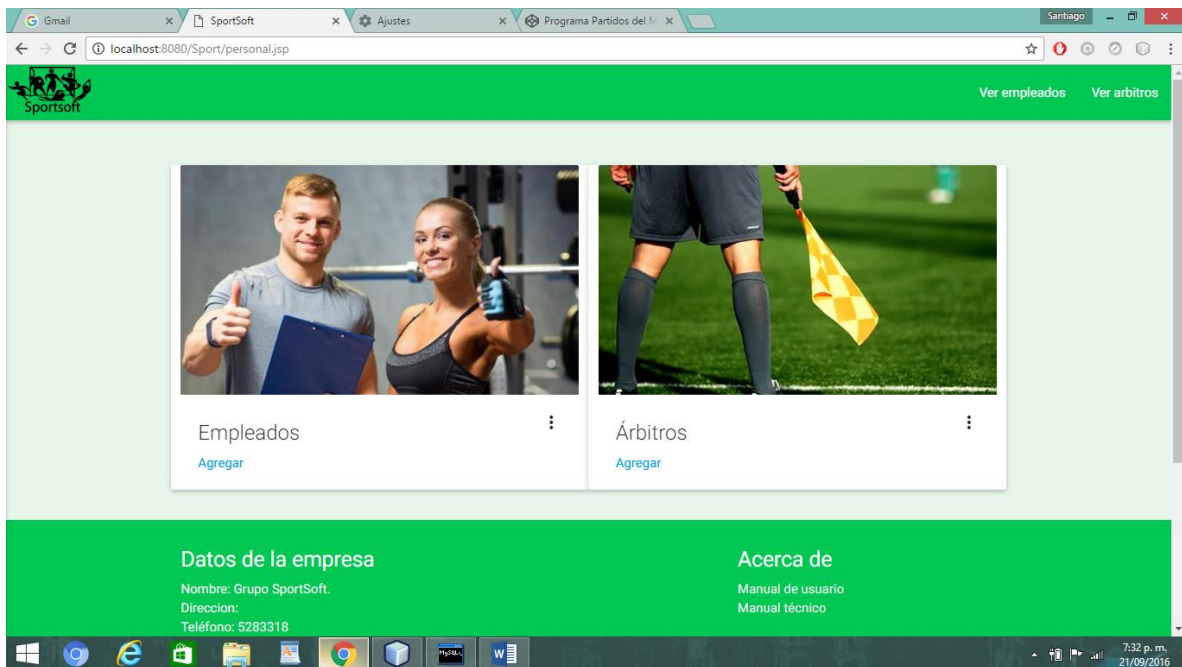 Gmail
SportSoft
Ajustes
Programa Partidos del M
Santiago
localhost:8080/Sport/personal.jsp
Sportsoft
Ver empleados
Ver arbitros
Empleados
Agregar
Árbitros
Agregar
Datos de la empresa
Nombre: Grupo SportSoft.
Direccion:
Teléfono: 5283318
Acerca de
Manual de usuario
Manual técnico
7:32 p. m.
21/09/2016